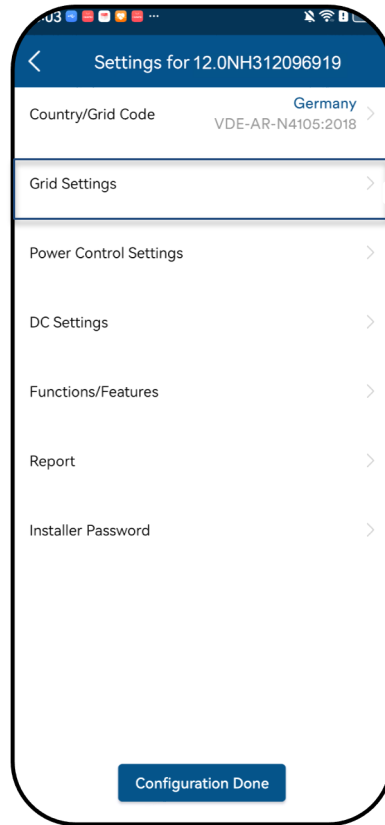 :03
Settings for 12.0NH312096919
Country/Grid Code
Germany
VDE-AR-N4105:2018
Grid Settings
Power Control Settings
DC Settings
Functions/Features
Report
Installer Password
Configuration Done